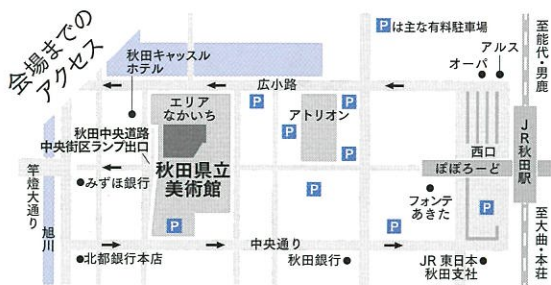 会場までの
アクセス
Pは主な有料駐車場
至能代・男鹿
アルス
オーパ
秋田キャッスル
ホテル
広小路
エリア
なかいち
P
P
アトリオン
P
P
秋田中央道路
中央街区ランプ出口
秋田県立
美術館
西口
JR秋田駅
ぽぽろーど
竿燈大通り
みずほ銀行
P
フォンテ
あきた
P
P
P
旭川
中央通り
至大曲・本荘
北都銀行本店
秋田銀行
JR東日本
秋田支社